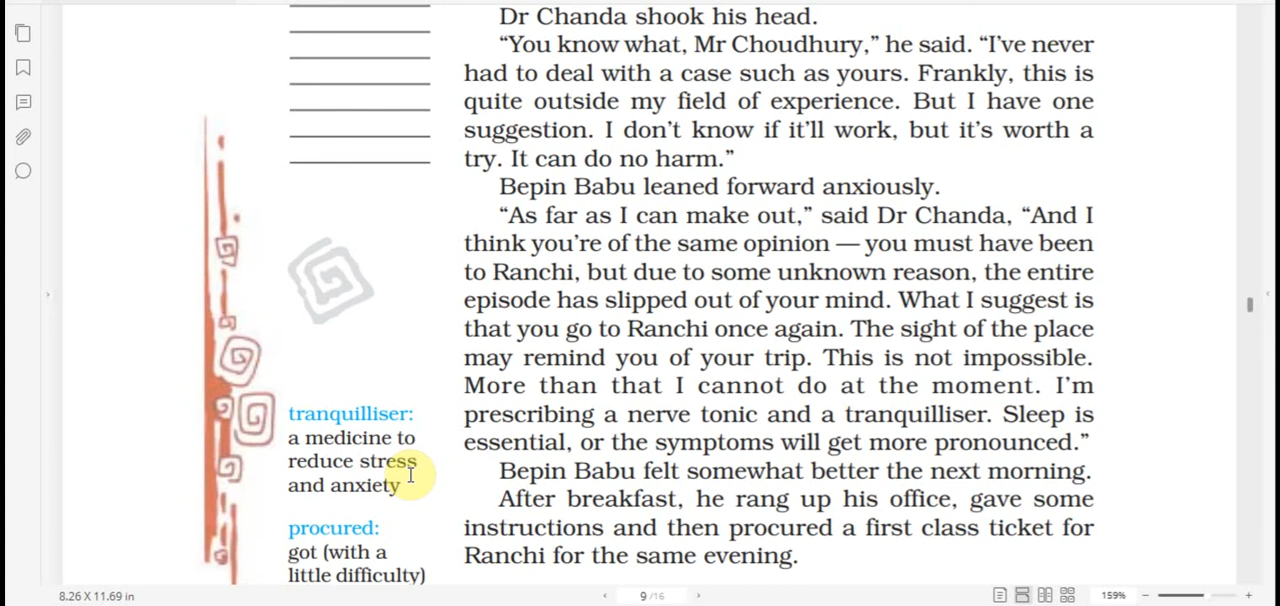 Dr Chanda shook his head.
“You know what, Mr Choudhury,” he said. “I’ve never
had to deal with a case such as yours. Frankly, this is
quite outside my field of experience. But I have one
suggestion. I don’t know if it’ll work, but it’s worth a
try. It can do no harm.”
Bepin Babu leaned forward anxiously.
“As far as I can make out,” said Dr Chanda, “And I
think you’re of the same opinion — you must have been
to Ranchi, but due to some unknown reason, the entire
episode has slipped out of your mind. What I suggest is
that you go to Ranchi once again. The sight of the place
may remind you of your trip. This is not impossible.
More than that I cannot do at the moment. I’m
prescribing a nerve tonic and a tranquilliser. Sleep is
essential, or the symptoms will get more pronounced.”
Bepin Babu felt somewhat better the next morning.
After breakfast, he rang up his office, gave some
instructions and then procured a first class ticket for
Ranchi for the same evening.
tranquilliser:
a medicine to
reduce stress
and anxiety
procured:
got (with a
little difficulty)
8.26 X 11.69 in
9 /16
159%